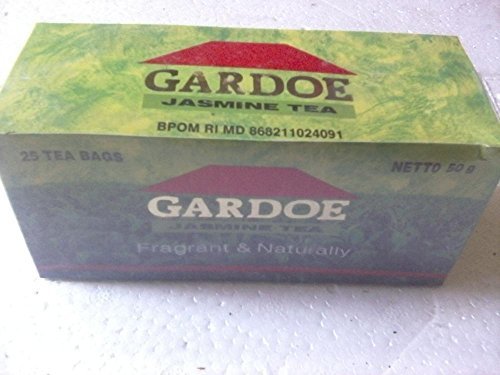 GARDOE
JASMINE TEA
BPOM RI MD 868211024091
25 TEA BAGS
NETTO 50 g
GARDOE
JASMINE TEA
Fragrant & Naturally